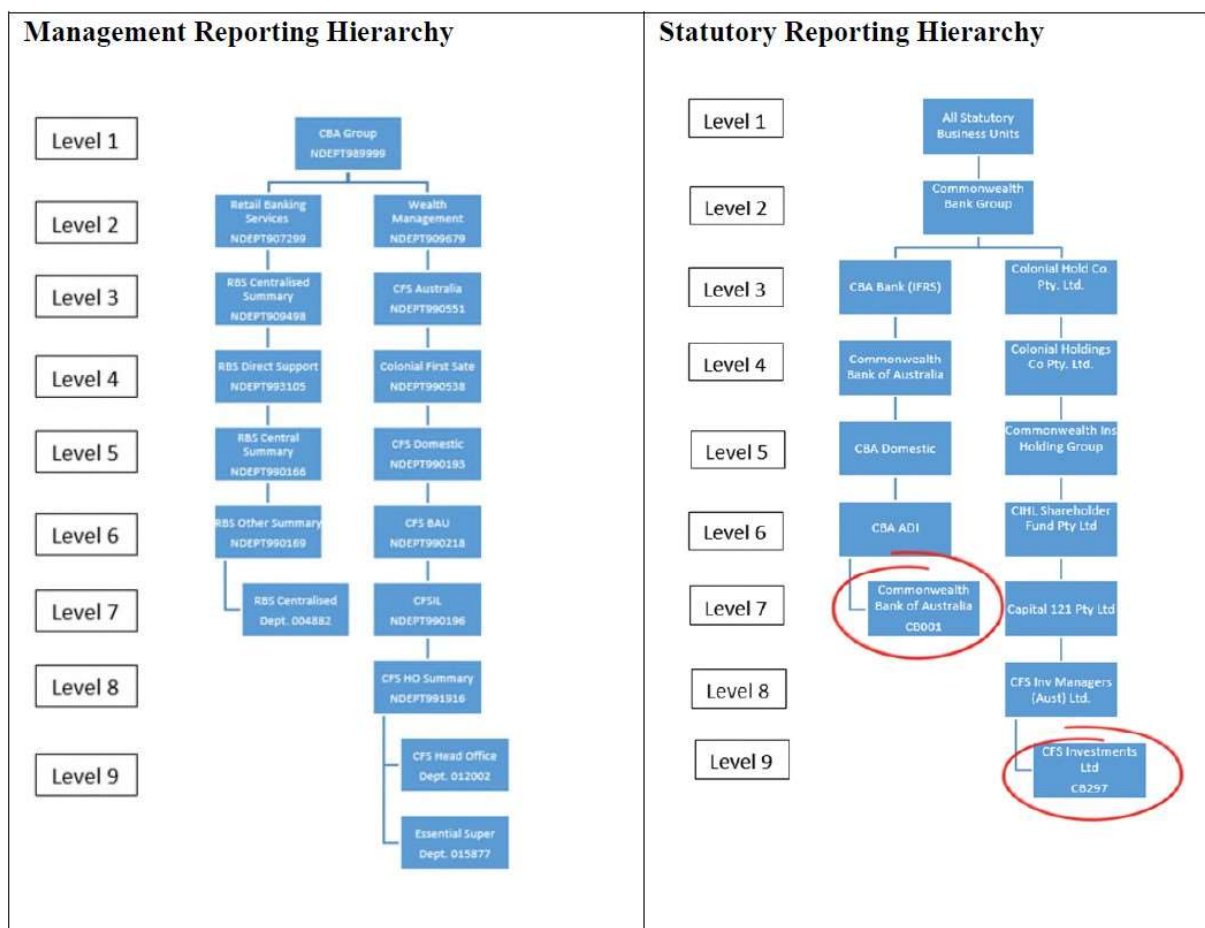 Management Reporting Hierarchy
Level 1
CBA Group
NDEPT989999
Level 2
Retail Banking
Services
NDEPT907299
Wealth
Management
NDEPT909679
Level 3
RBS Centralised
Summary
NDEPT909498
CFS Australia
NDEPT990551
Level 4
RBS Direct Support
NDEPT993105
Colonial First Sate
NDEPT990538
Level 5
RBS Central
Summary
NDEPT990166
CFS Domestic
NDEPT990193
Level 6
RBS Other Summary
NDEPT990169
CFS BAU
NDEPT990218
Level 7
RBS Centralised
Dept. 004882
CFSIL
NDEPT990196
Level 8
CFS HO Summary
NDEPT991916
Level 9
CFS Head Office
Dept. 012002
Essential Super
Dept. 015877
Statutory Reporting Hierarchy
Level 1
All Statutory
Business Units
Level 2
Commonwealth
Bank Group
Level 3
CBA Bank (IFRS)
Colonial Hold Co.
Pty. Ltd.
Level 4
Commonwealth
Bank of Australia
Colonial Holdings
Co Pty. Ltd.
Level 5
CBA Domestic
Commonwealth Ins
Holding Group
Level 6
CBA ADI
CIHL Shareholder
Fund Pty Ltd
Level 7
Commonwealth
Bank of Australia
CB001
Capital 121 Pty Ltd
Level 8
CFS Inv Managers
(Aust) Ltd.
Level 9
CFS Investments
Ltd
CB297